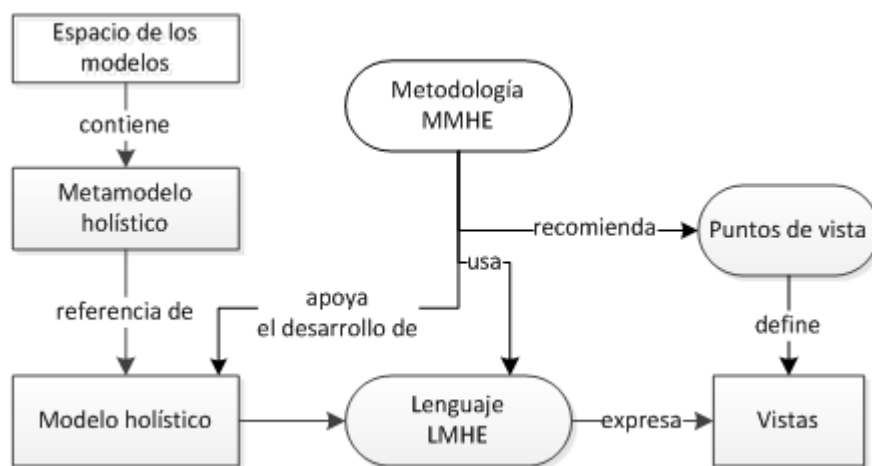 Espacio de los
modelos
contiene
Metodología
MMHE
Metamodelo
holístico
recomienda
Puntos de vista
usa
referencia de
apoya
el desarrollo de
define
Modelo holístico
Lenguaje
LMHE
expresa
Vistas